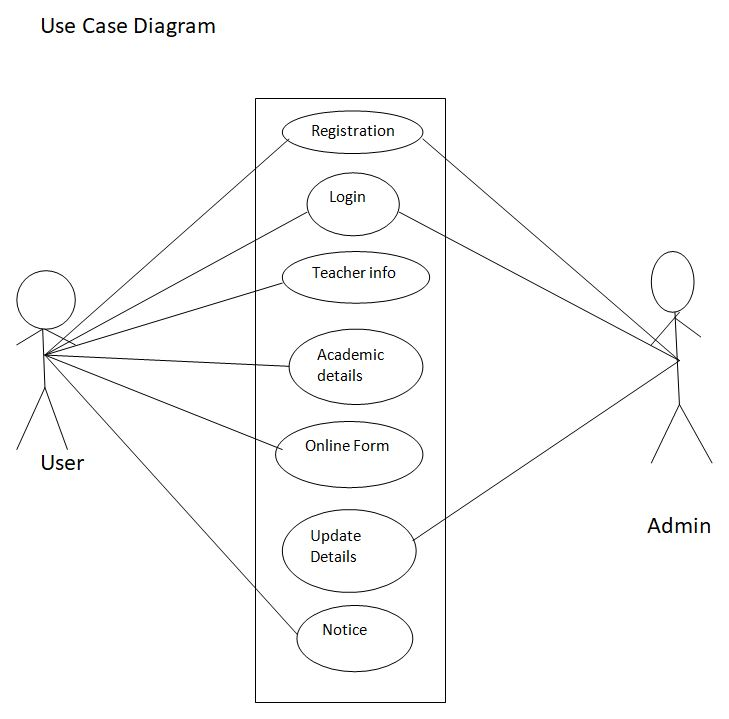 Use Case Diagram
Registration
Login
Teacher info
Academic
details
Online Form
User
Update
Details
Admin
Notice